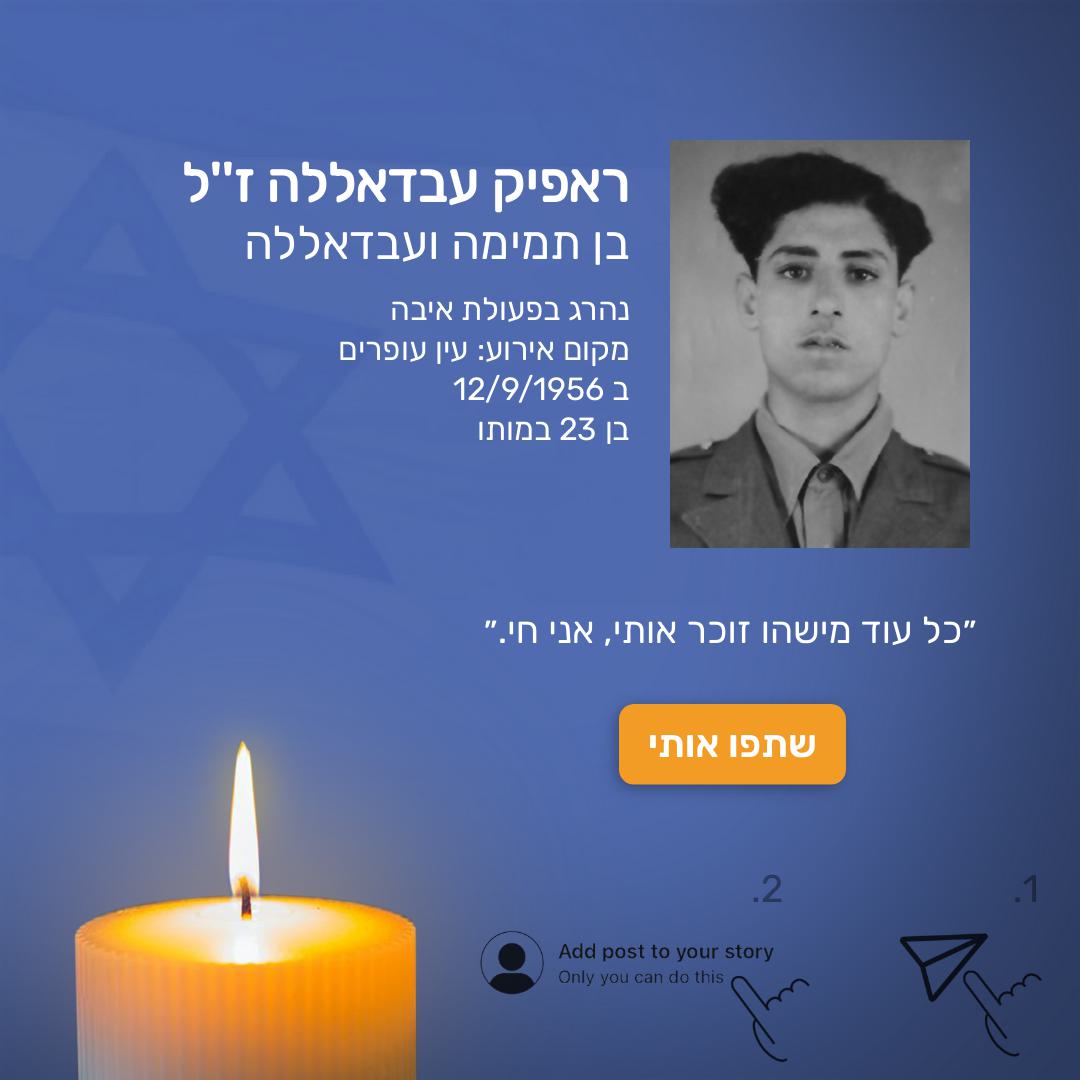 ראפיק עבדאללה ז"ל
בן תמימה ועבדאללה
נהרג בפעולת איבה
מקום אירוע: עין עופרים
ב 12/9/1956
בן 23 במותו
"כל עוד מישהו זוכר אותי, אני חי."
שתפו אותי
1.
2.
Add post to your story
Only you can do this